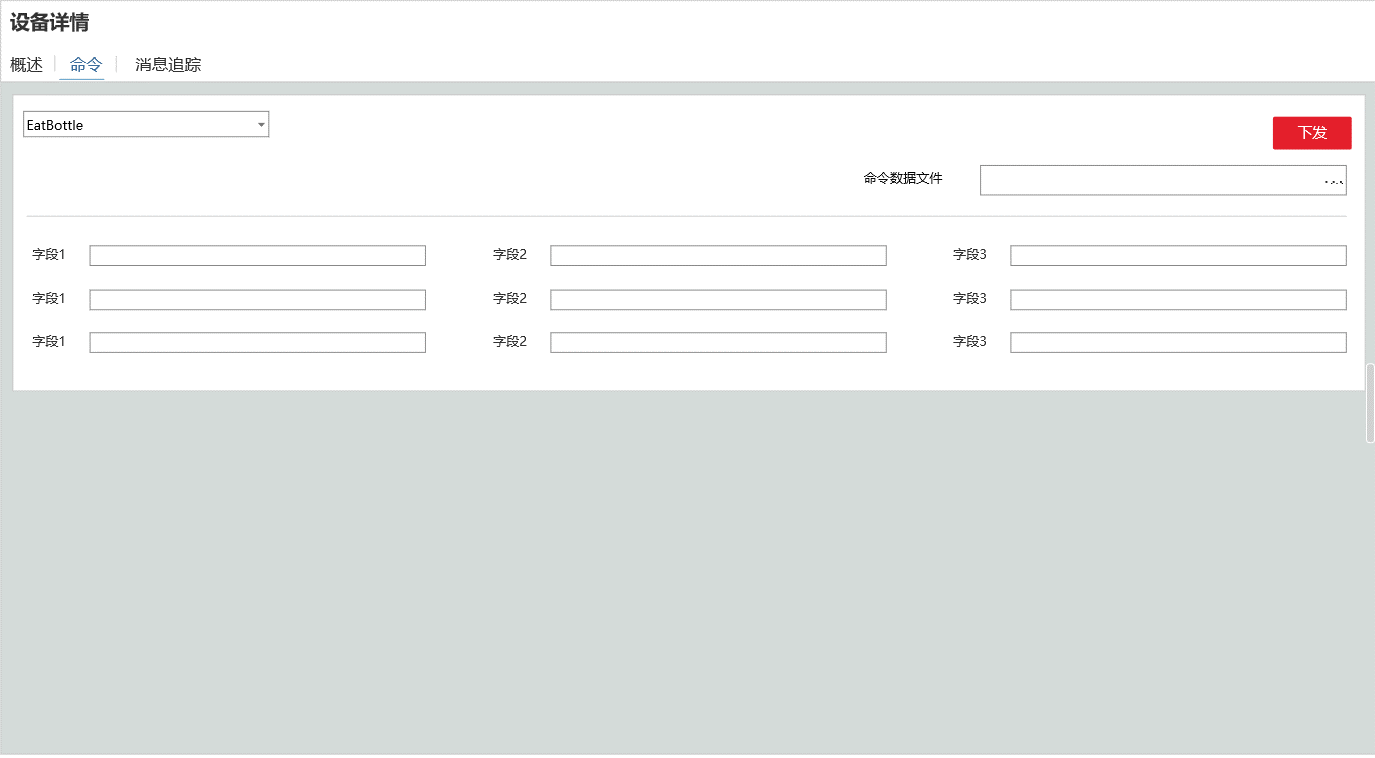 设备详情
概述 命令 消息追踪
EatBottle
下发
命令数据文件 ...
字段1 字段2 字段3
字段1 字段2 字段3
字段1 字段2 字段3